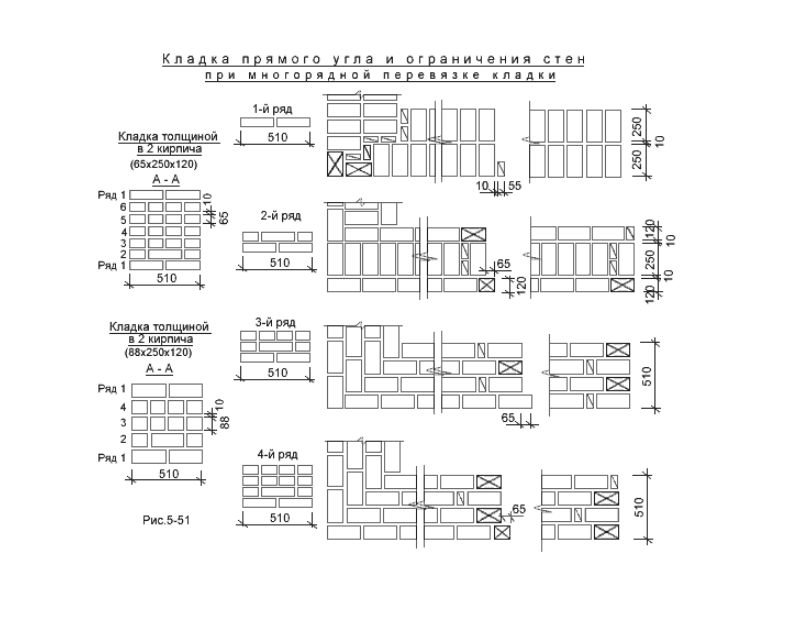 Кладка прямого угла и ограничения стен
при многорядной перевязке кладки
1-й ряд
510
250
10
250
10 55
Кладка толщиной
в 2 кирпича
(65х250х120)
А - А
Ряд 1
6
5
4
3
2
Ряд 1
10
65
510
2-й ряд
510
65
120
120
10
250
10
120
Кладка толщиной
в 2 кирпича
(88х250х120)
А - А
Ряд 1
4
3
2
Ряд 1
10
88
510
3-й ряд
510
65
510
4-й ряд
510
65
510
Рис.5-51